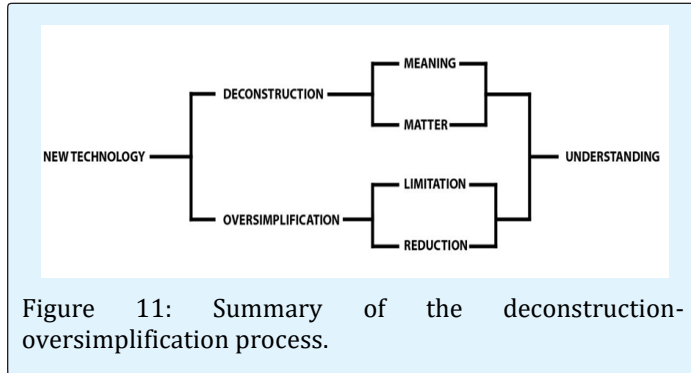 MEANING
DECONSTRUCTION
MATTER
NEW TECHNOLOGY
UNDERSTANDING
LIMITATION
OVERSIMPLIFICATION
REDUCTION
Figure 11: Summary of the deconstruction-
oversimplification process.